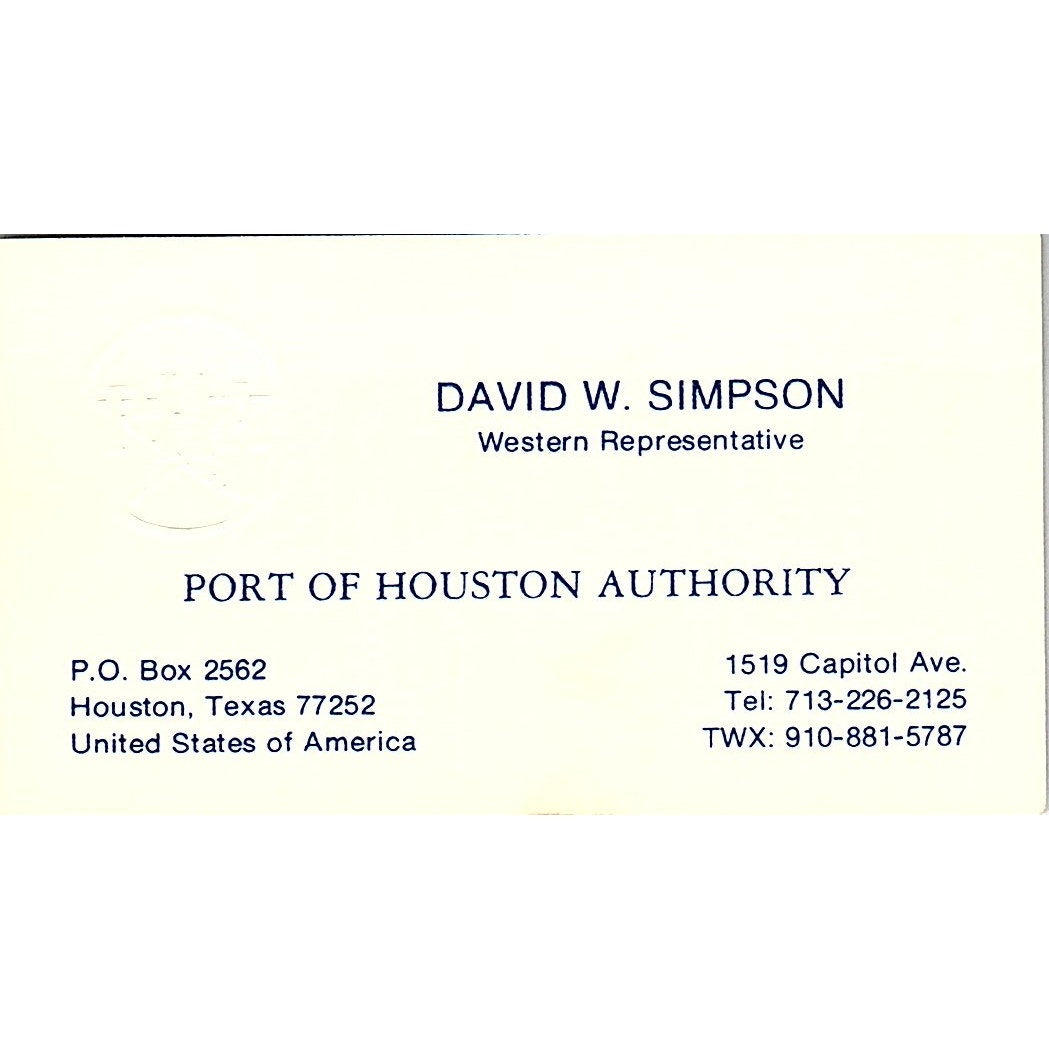 DAVID W. SIMPSON
Western Representative
PORT OF HOUSTON AUTHORITY
P.O. Box 2562
Houston, Texas 77252
United States of America
1519 Capitol Ave.
Tel: 713-226-2125
TWX: 910-881-5787